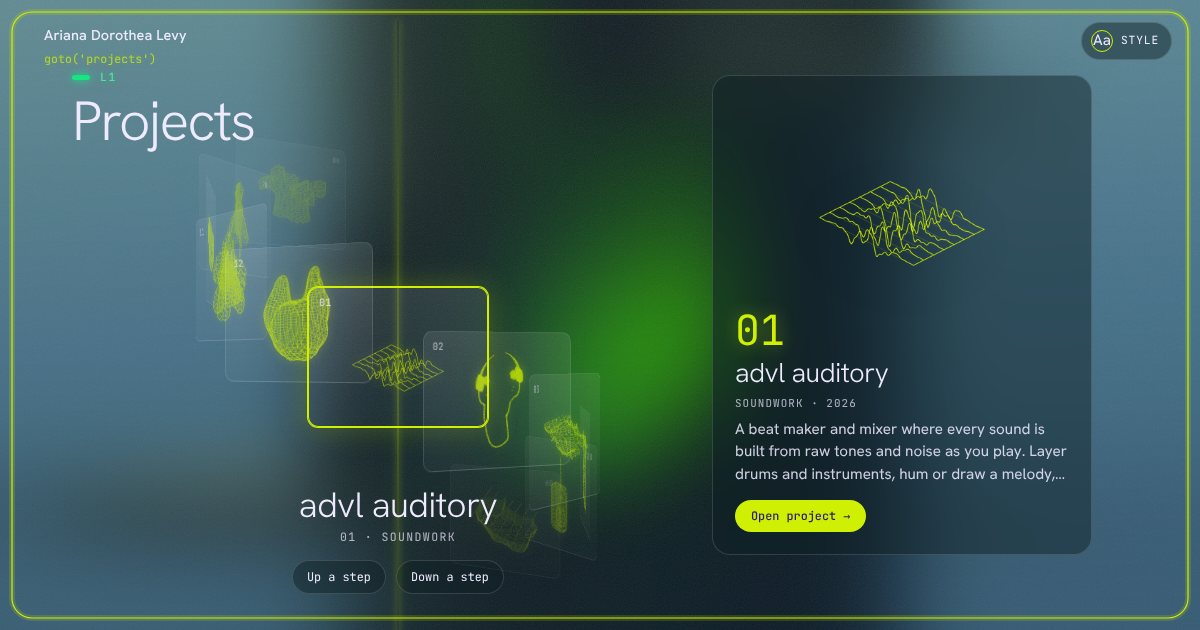 Ariana Dorothea Levy
goto('projects')
L1
Projects
Aa STYLE
12
01
02
03
advl auditory
01 · SOUNDWORK
Up a step
Down a step
01
advl auditory
SOUNDWORK · 2026
A beat maker and mixer where every sound is
built from raw tones and noise as you play. Layer
drums and instruments, hum or draw a melody,...
Open project →